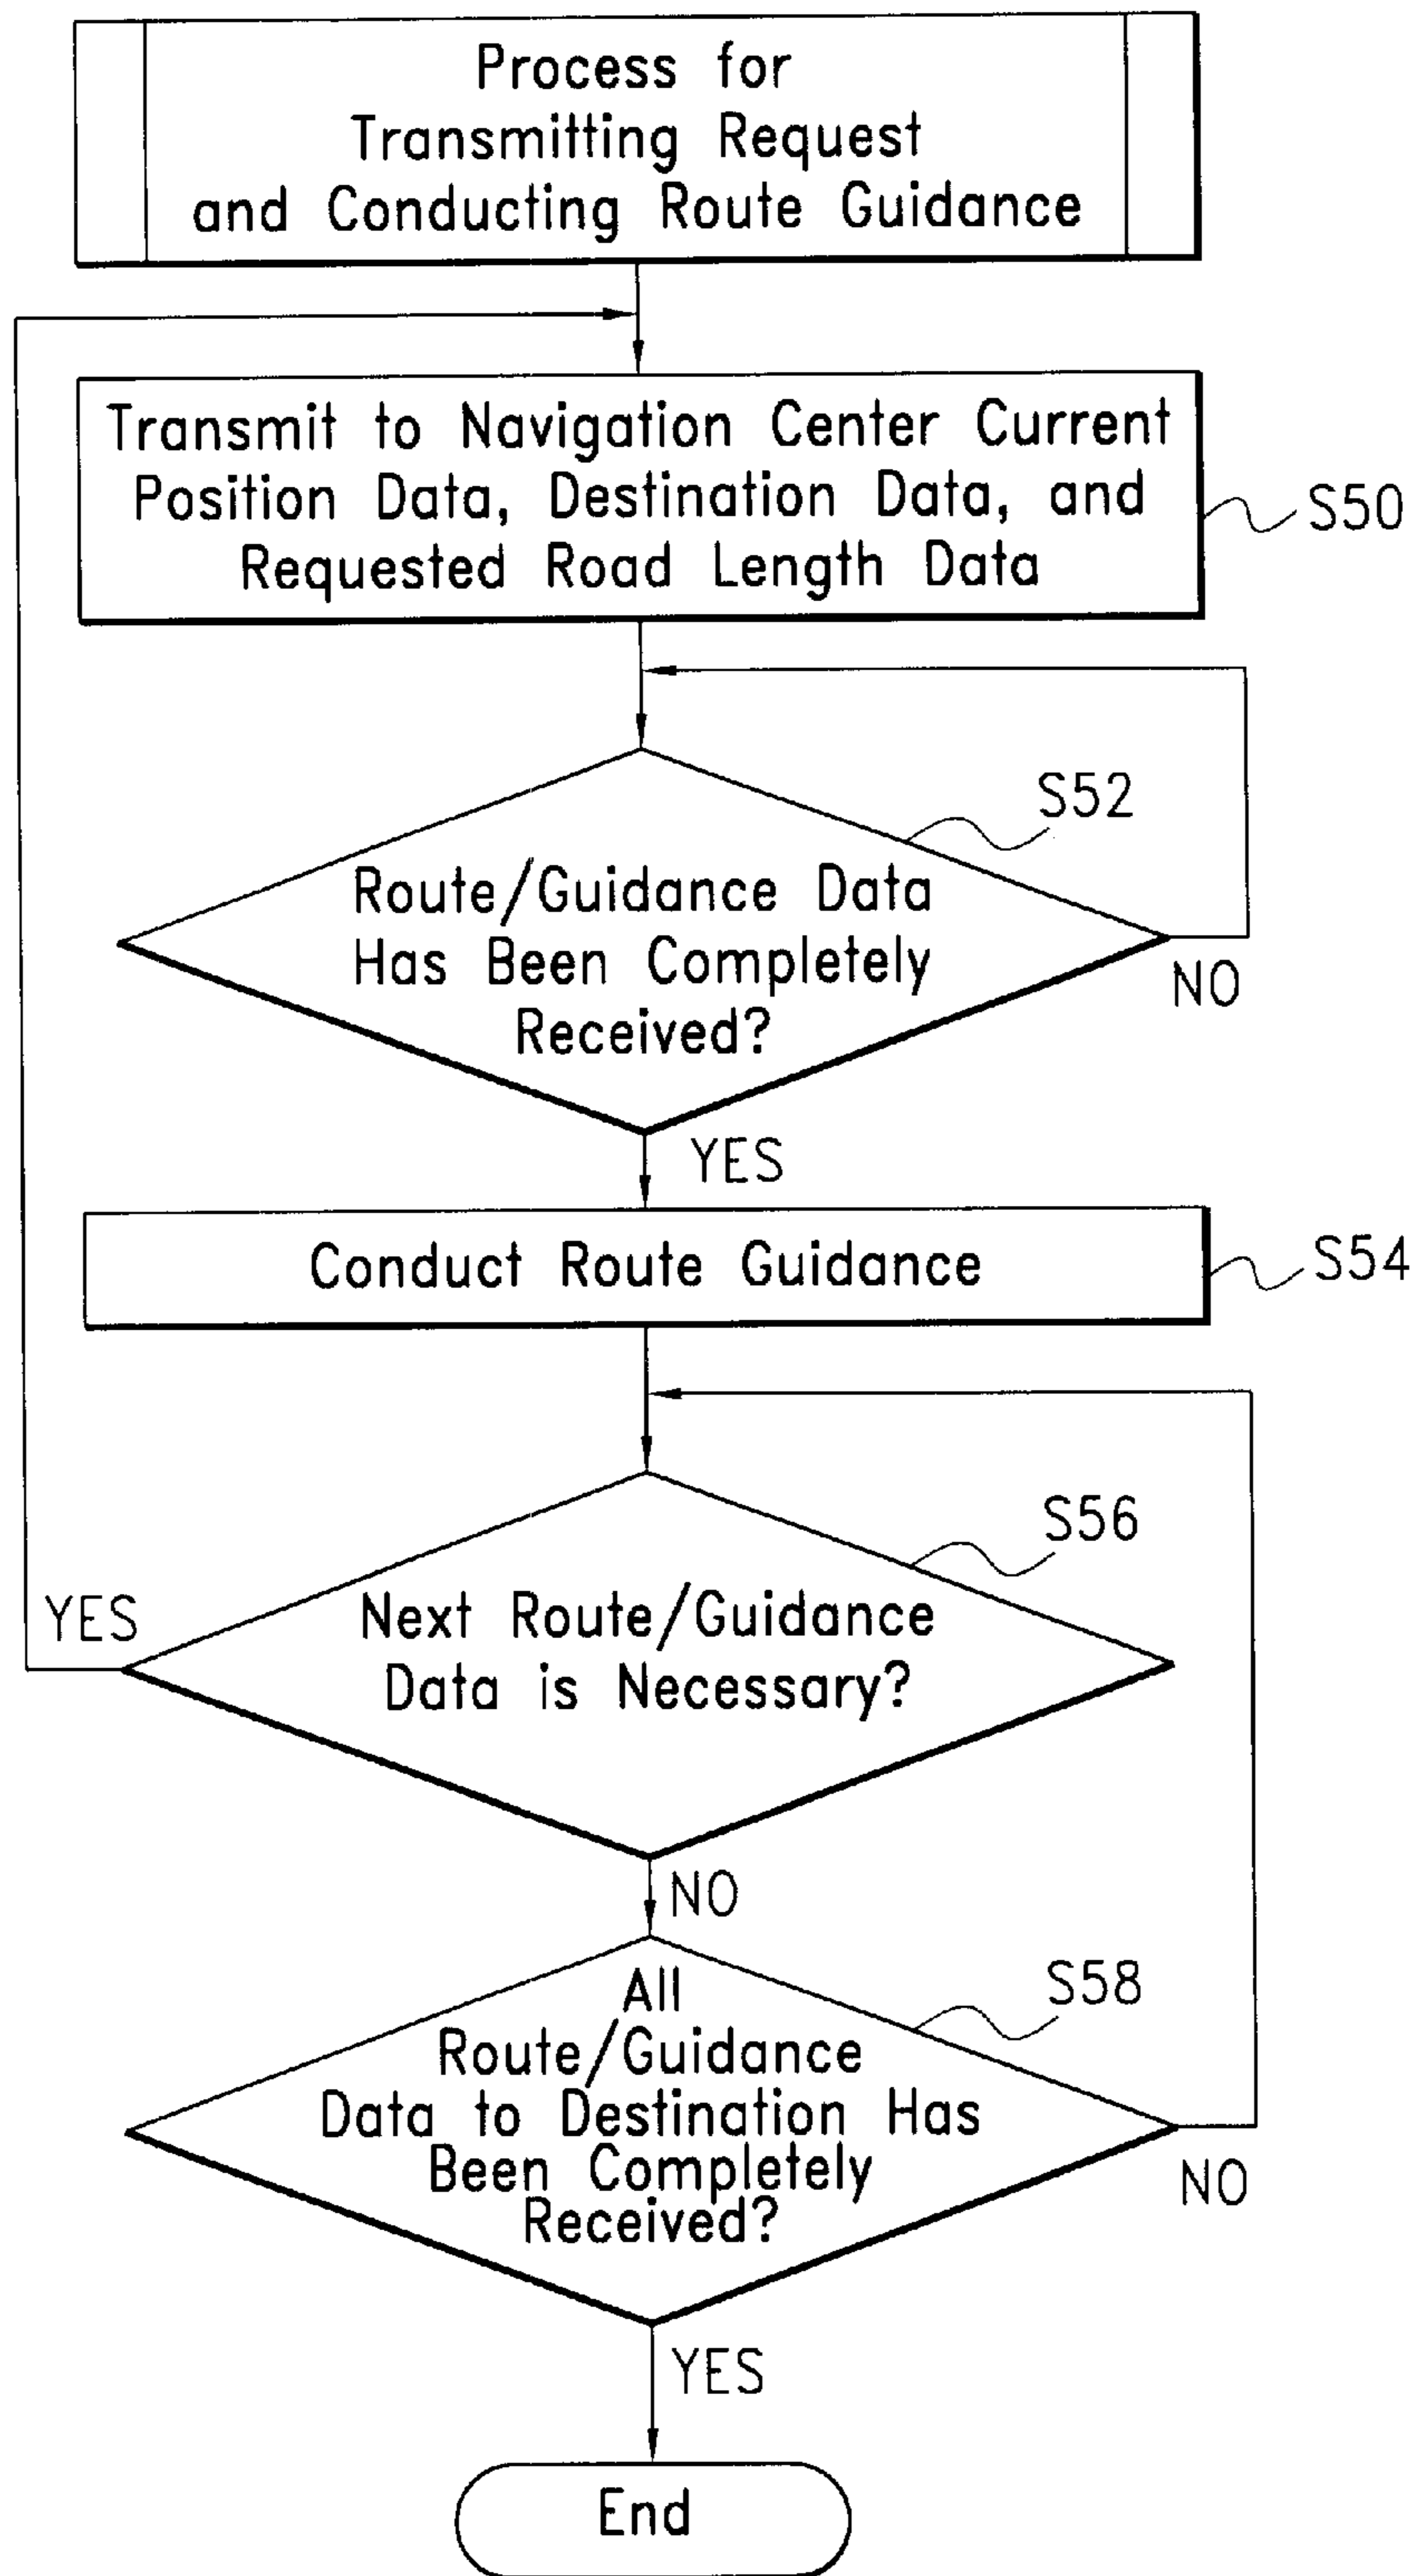 Process for
Transmitting Request
and Conducting Route Guidance
Transmit to Navigation Center Current
Position Data, Destination Data, and
Requested Road Length Data
S50
S52
Route/Guidance Data
Has Been Completely
Received?
NO
YES
Conduct Route Guidance
S54
S56
YES
Next Route/Guidance
Data is Necessary?
NO
S58
All
Route/Guidance
Data to Destination Has
Been Completely
Received?
NO
YES
End